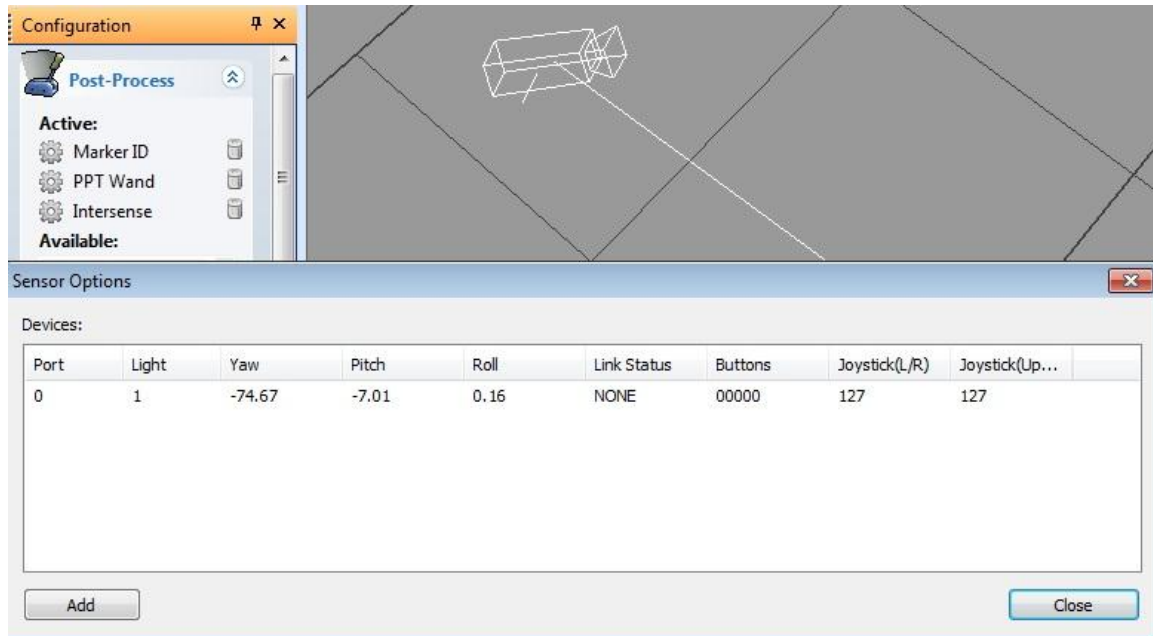 Configuration
Post-Process
Active:
Marker ID
PPT Wand
Intersense
Available:
Sensor Options
Devices:
Port Light Yaw Pitch Roll Link Status Buttons Joystick(L/R) Joystick(Up...
0 1 -74.67 -7.01 0.16 NONE 00000 127 127
Add Close